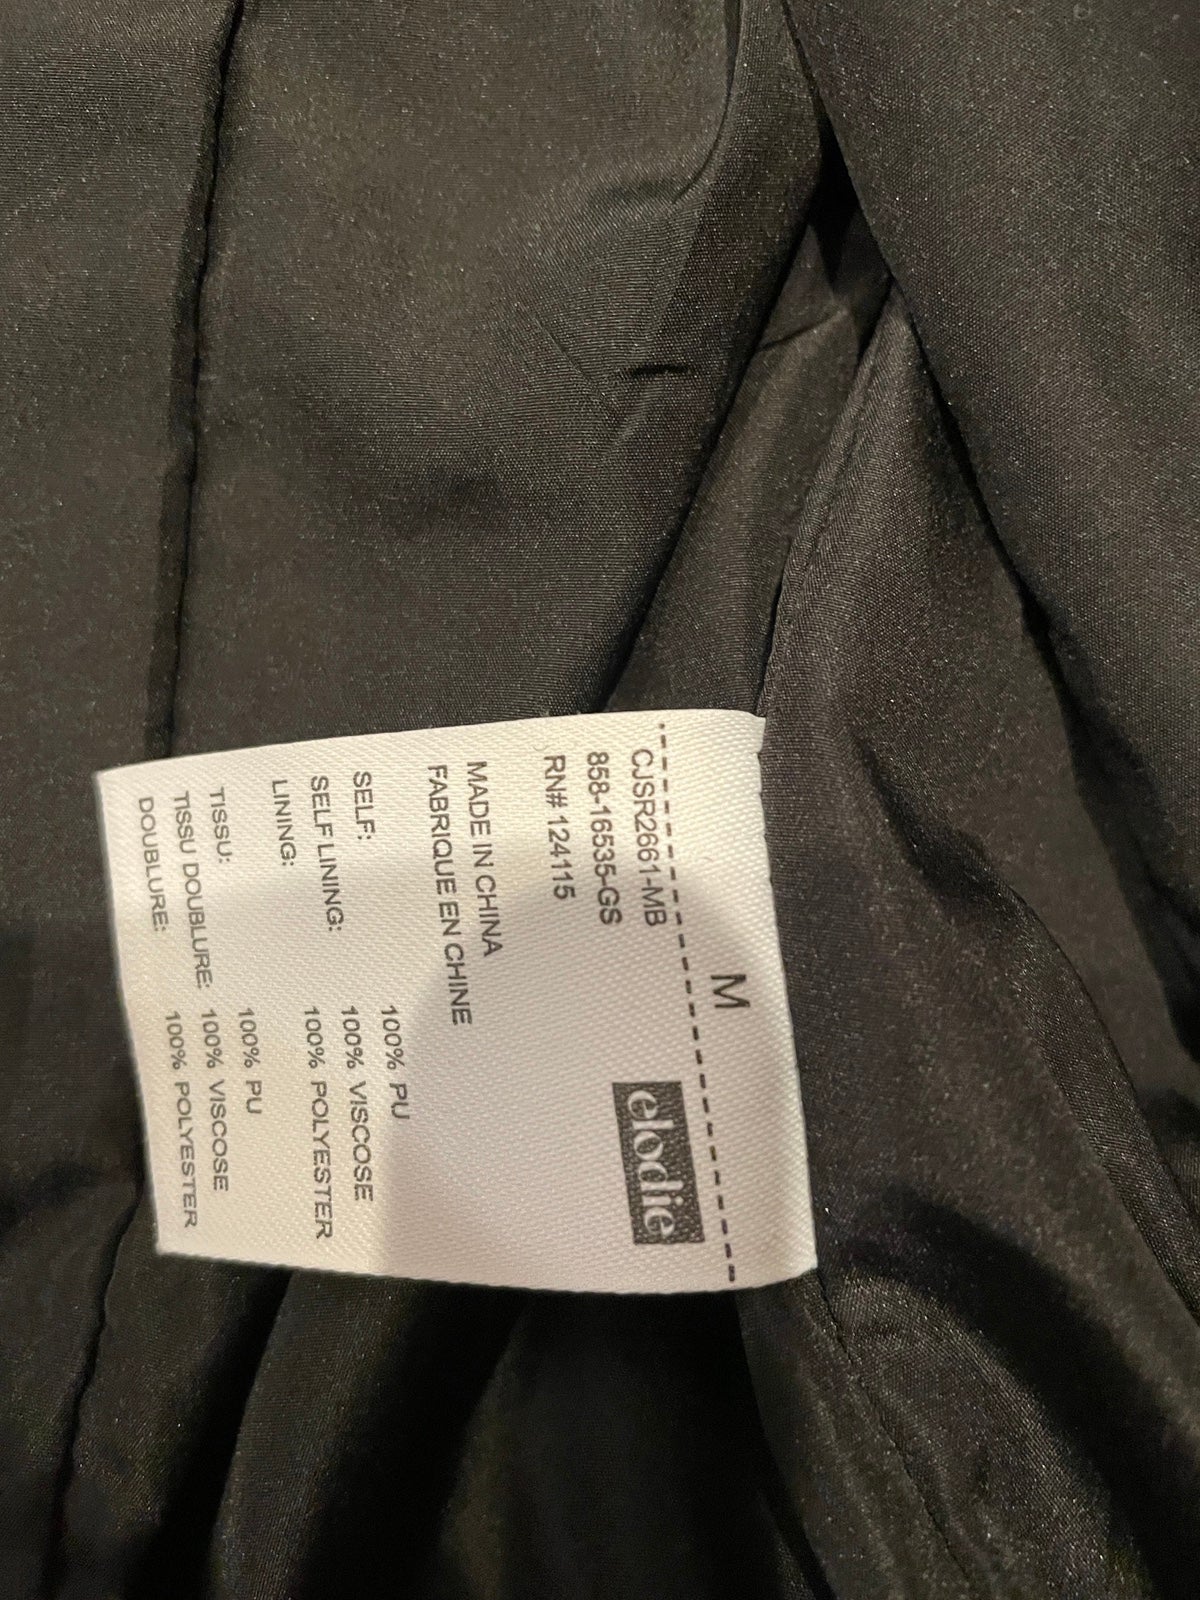 M
elodie
CJSR2661-MB
858-16535-GS
RN# 124115
MADE IN CHINA
FABRIQUE EN CHINE
SELF: 100% PU
SELF LINING: 100% VISCOSE
LINING: 100% POLYESTER
TISSU: 100% PU
TISSU DOUBLURE: 100% VISCOSE
DOUBLURE: 100% POLYESTER